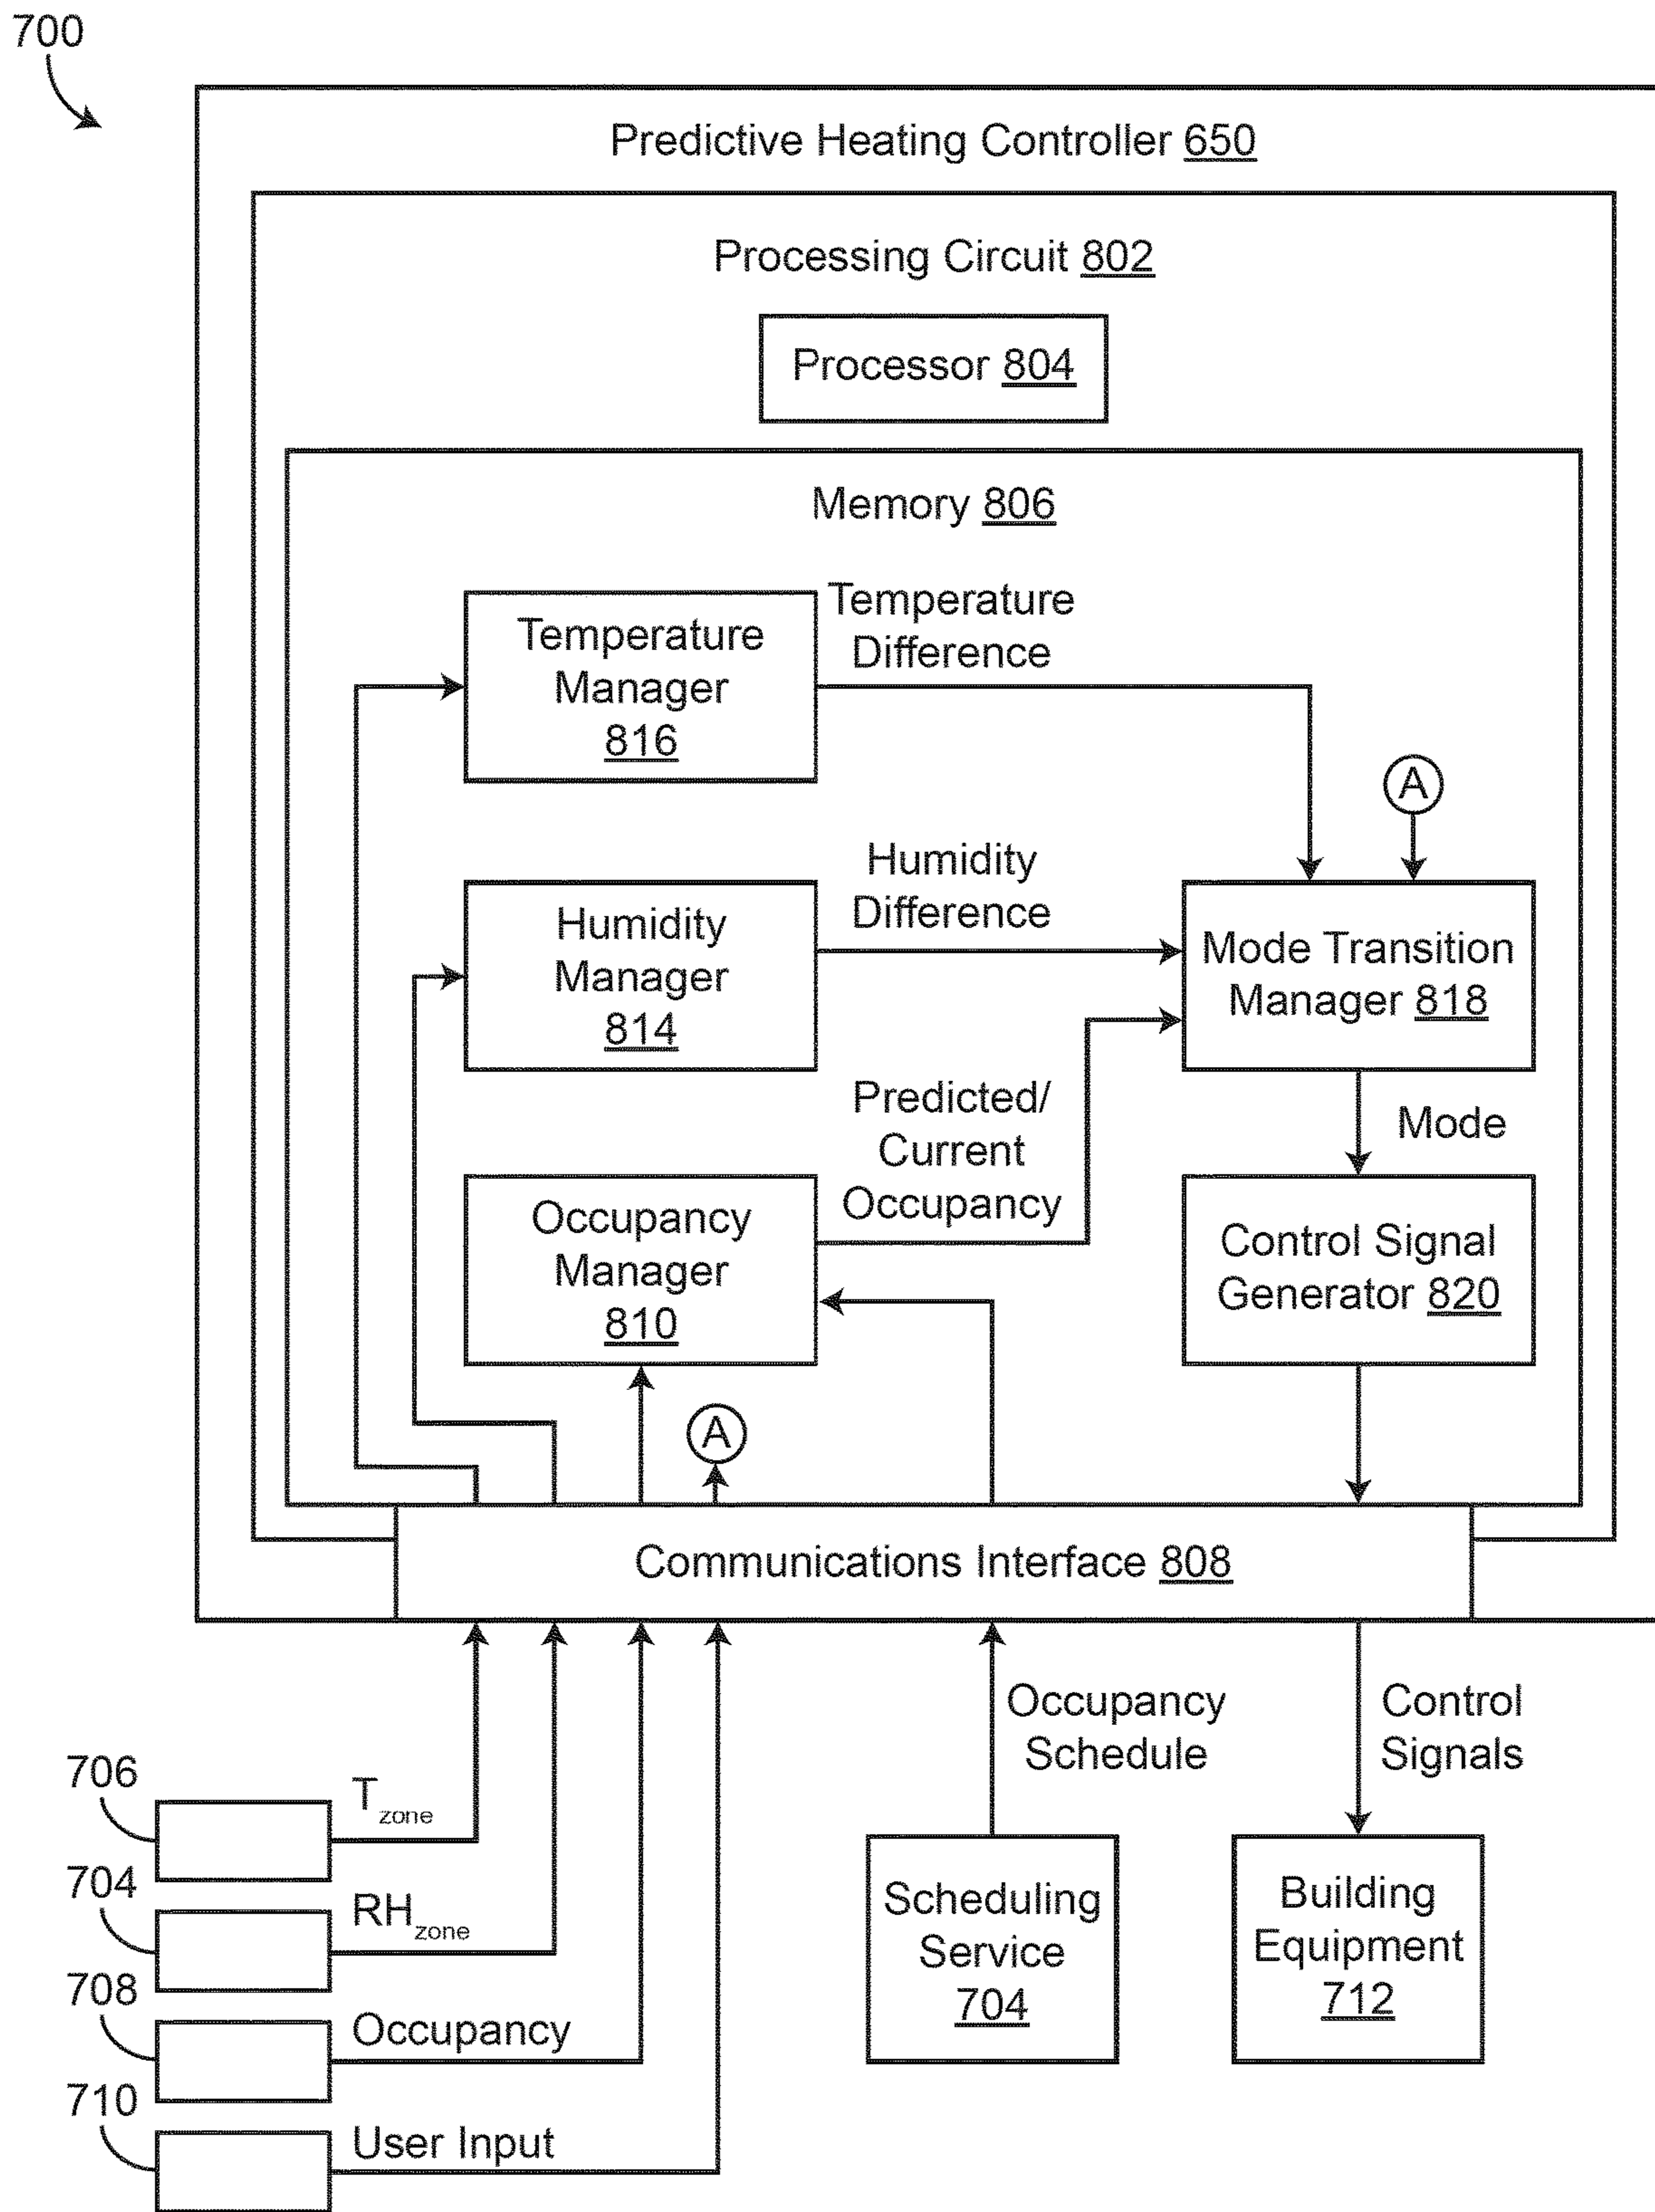 700
Predictive Heating Controller 650
Processing Circuit 802
Processor 804
Memory 806
Temperature
Manager
816
Temperature
Difference
A
Humidity
Manager
814
Humidity
Difference
Mode Transition
Manager 818
Predicted/
Current
Occupancy
Mode
Occupancy
Manager
810
Control Signal
Generator 820
A
Communications Interface 808
Occupancy
Schedule
Control
Signals
706
Tzone
704
RHzone
708
Occupancy
710
User Input
Scheduling
Service
704
Building
Equipment
712